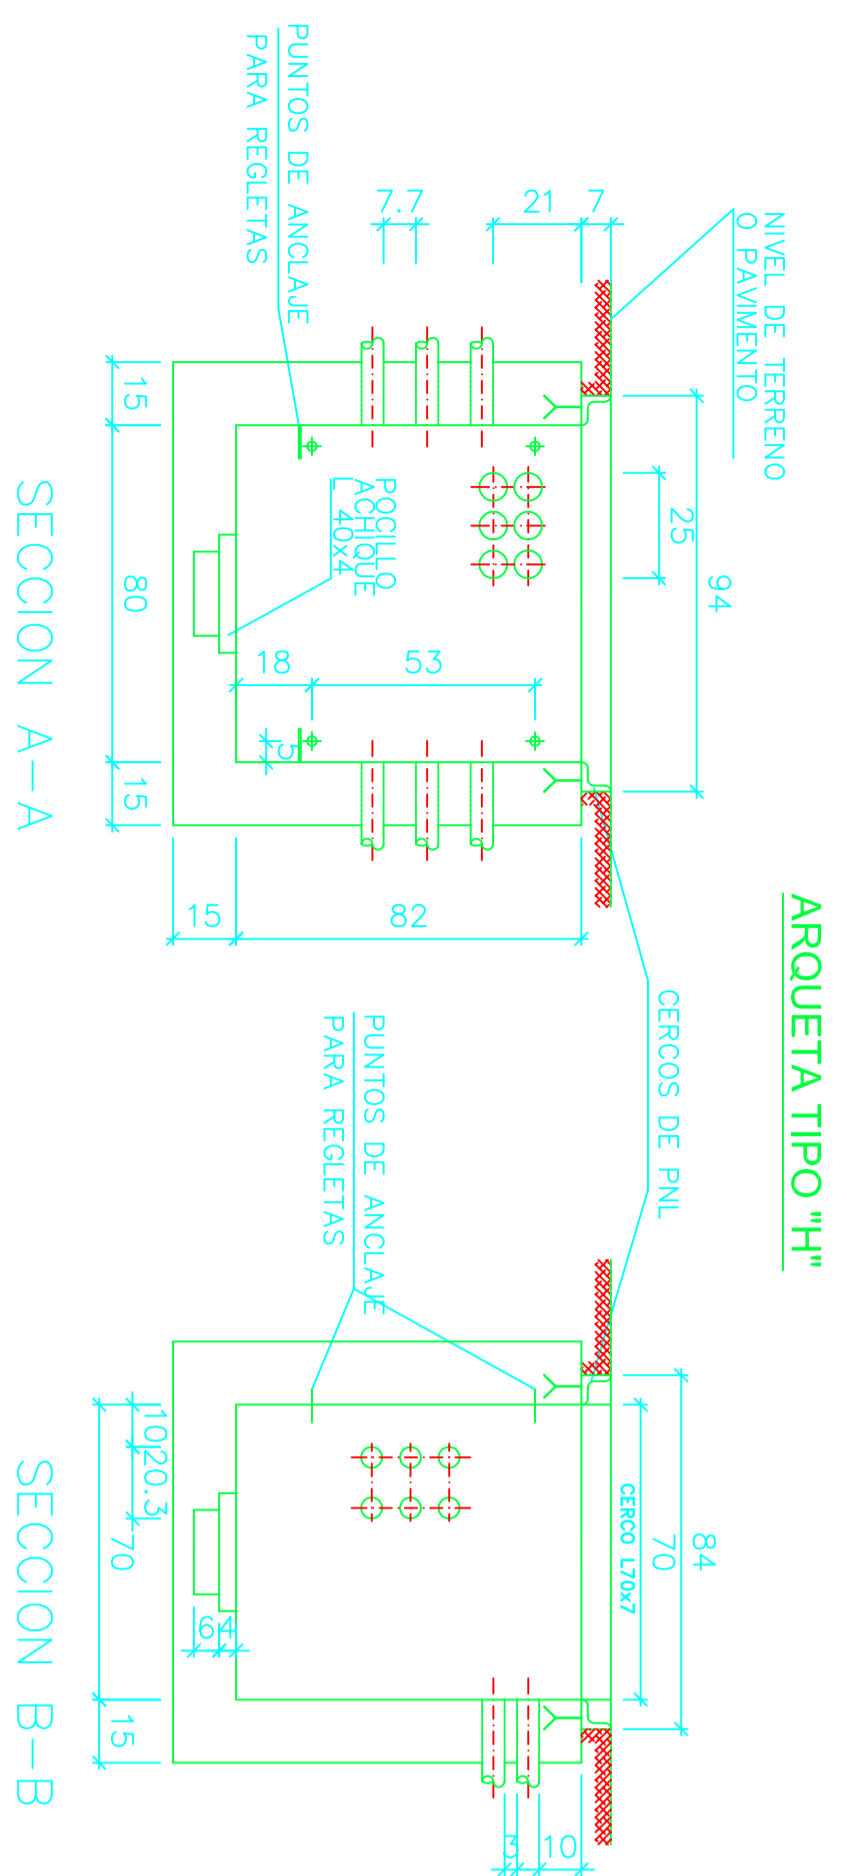 ARQUETA TIPO "H"
NIVEL DE TERRENO
O PAVIMENTO
7
21
7.7
PUNTOS DE ANCLAJE
PARA REGLETAS
94
25
POCILLO
ACHIQUE
L 40x4
18
53
5
15
80
15
15
82
SECCION A-A
CERCOS DE PNL
PUNTOS DE ANCLAJE
PARA REGLETAS
84
70
CERCO L70x7
10
20.3
70
6
4
15
3
10
SECCION B-B